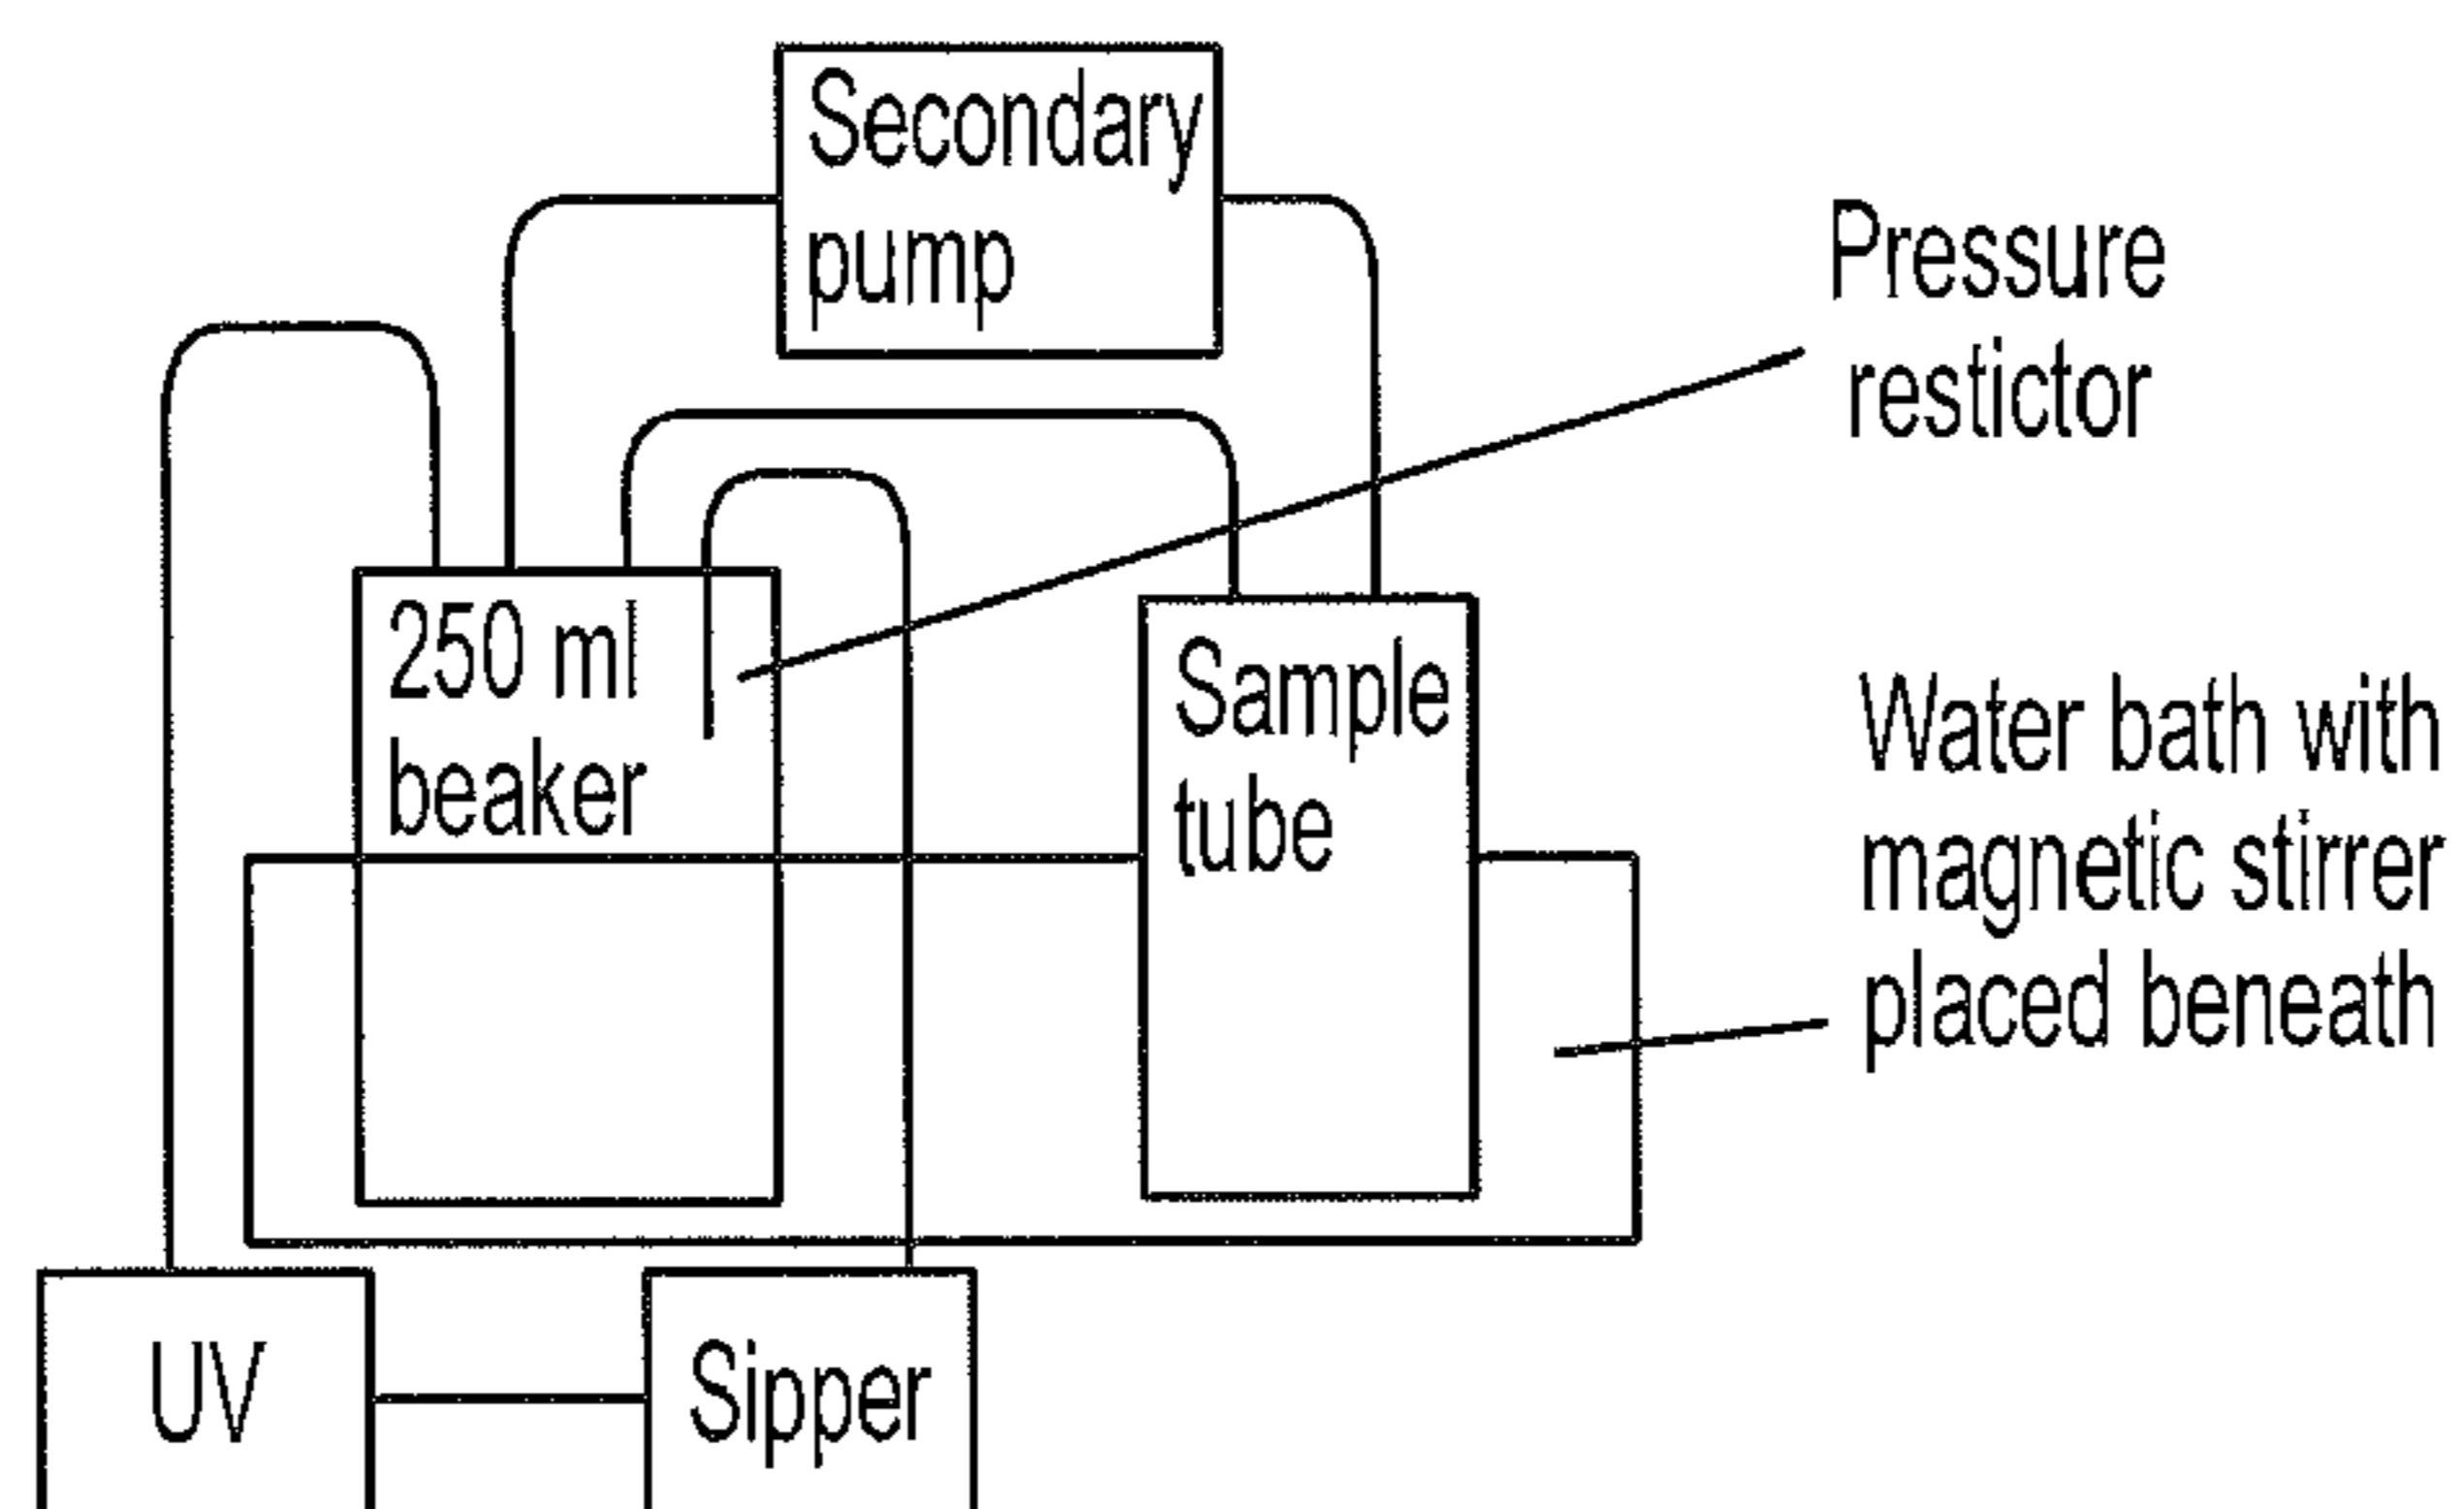 Secondary
pump
Pressure
restictor
250 ml
beaker
Sample
tube
Water bath with
magnetic stirrer
placed beneath
UV
Sipper